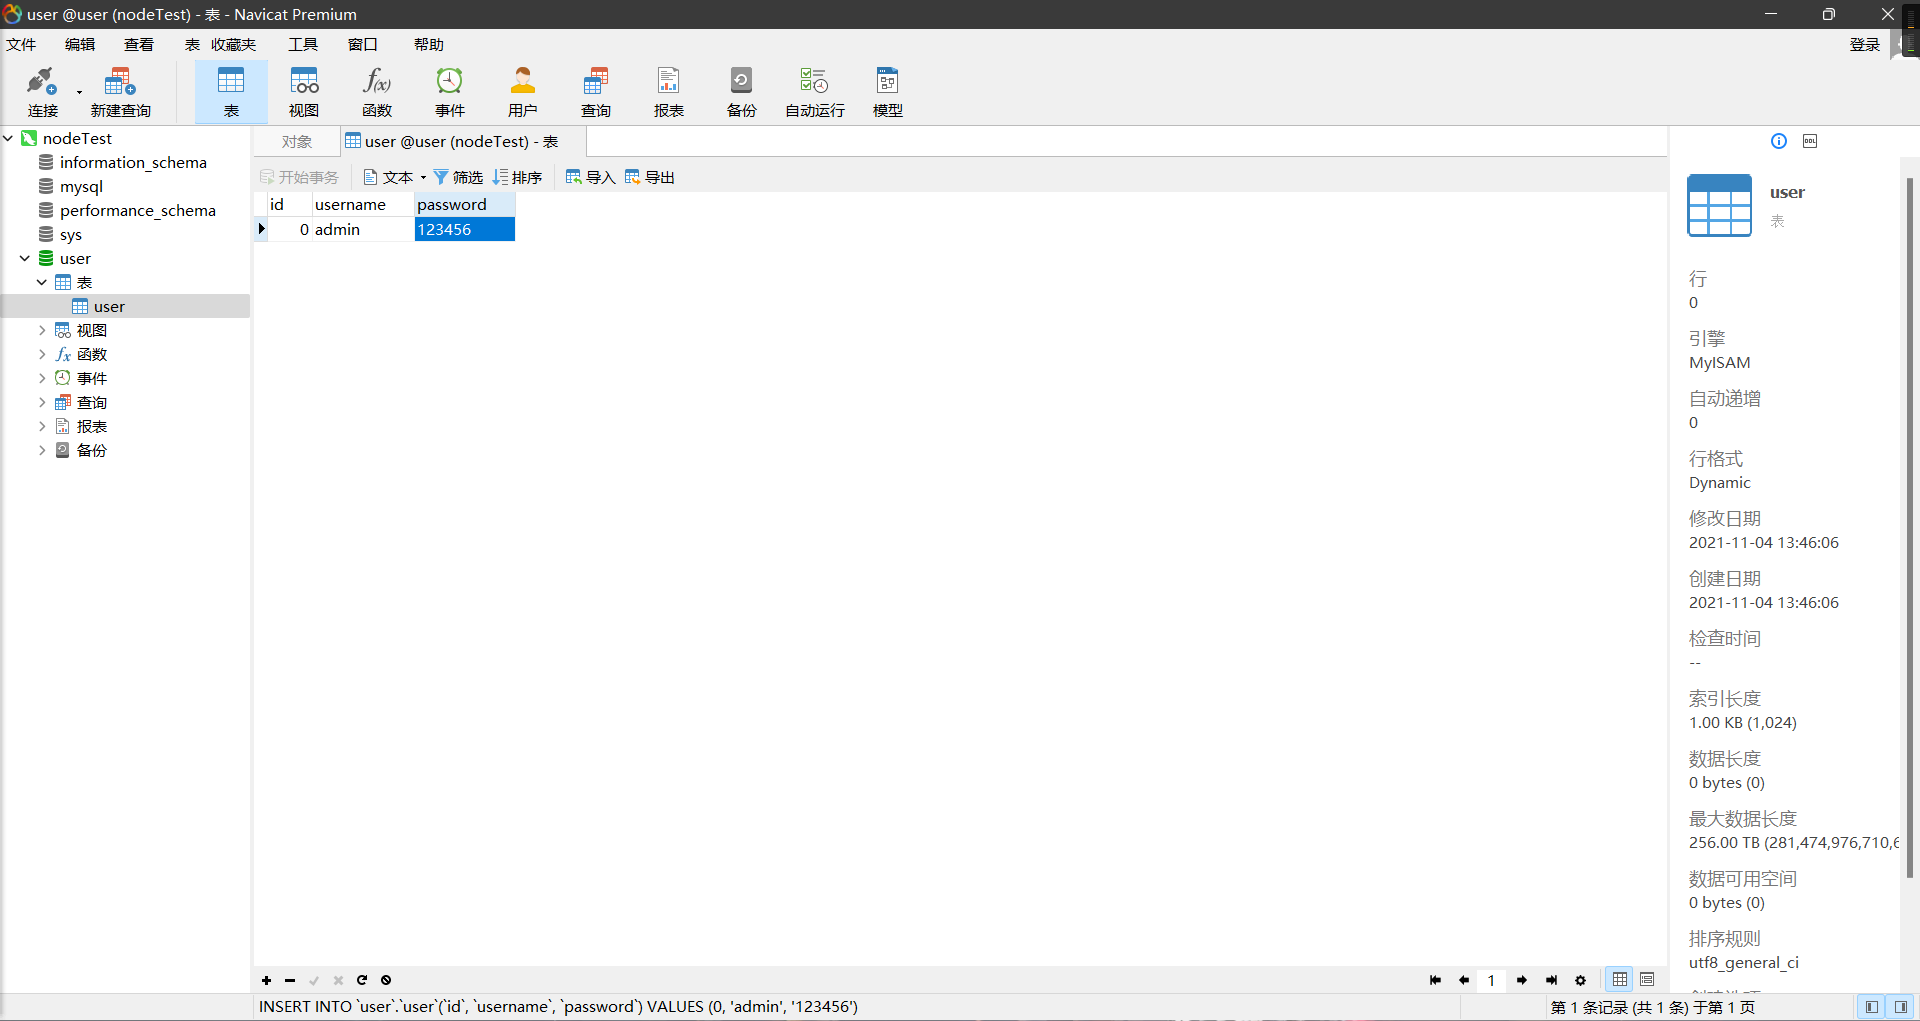 user @user (nodeTest) - 表 - Navicat Premium
文件 编辑 查看 表 收藏夹 工具 窗口 帮助 登录
连接 新建查询 表 视图 函数 事件 用户 查询 报表 备份 自动运行 模型
nodeTest
information_schema
mysql
performance_schema
sys
user
表
user
视图
函数
事件
查询
报表
备份
对象 user @user (nodeTest) - 表
开始事务 文本 筛选 排序 导入 导出
id username password
0 admin 123456
DDL
user
表
行
0
引擎
MyISAM
自动递增
0
行格式
Dynamic
修改日期
2021-11-04 13:46:06
创建日期
2021-11-04 13:46:06
检查时间
--
索引长度
1.00 KB (1,024)
数据长度
0 bytes (0)
最大数据长度
256.00 TB (281,474,976,710,6
数据可用空间
0 bytes (0)
排序规则
utf8_general_ci
1
INSERT INTO `user`.`user`(`id`, `username`, `password`) VALUES (0, 'admin', '123456')
第 1 条记录 (共 1 条) 于第 1 页